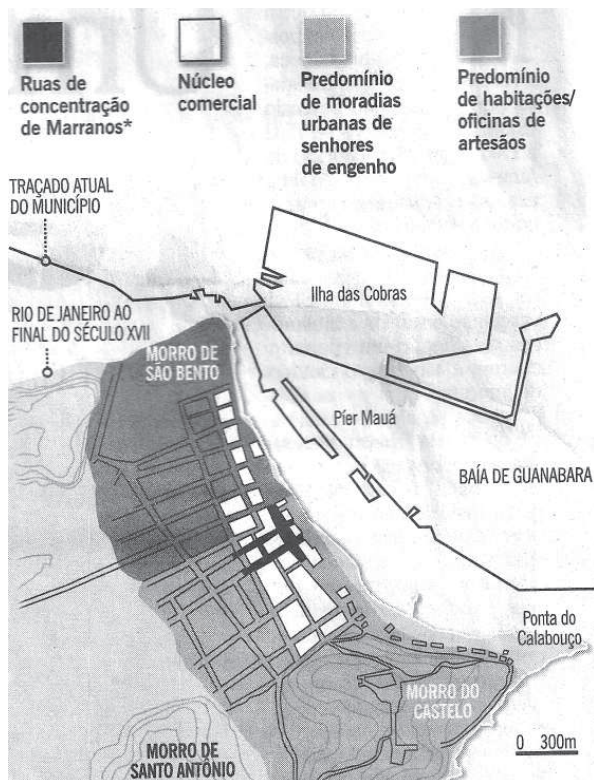 Ruas de
concentração
de Marranos*
Núcleo
comercial
Predomínio
de moradias
urbanas de
senhores
de engenho
Predomínio
de habitações/
oficinas de
artesãos
TRAÇADO ATUAL
DO MUNICÍPIO
RIO DE JANEIRO AO
FINAL DO SÉCULO XVII
MORRO DE
SÃO BENTO
Ilha das Cobras
Píer Mauá
BAÍA DE GUANABARA
Ponta do
Calabouço
MORRO DO
CASTELO
MORRO DE
SANTO ANTÔNIO
0 300m